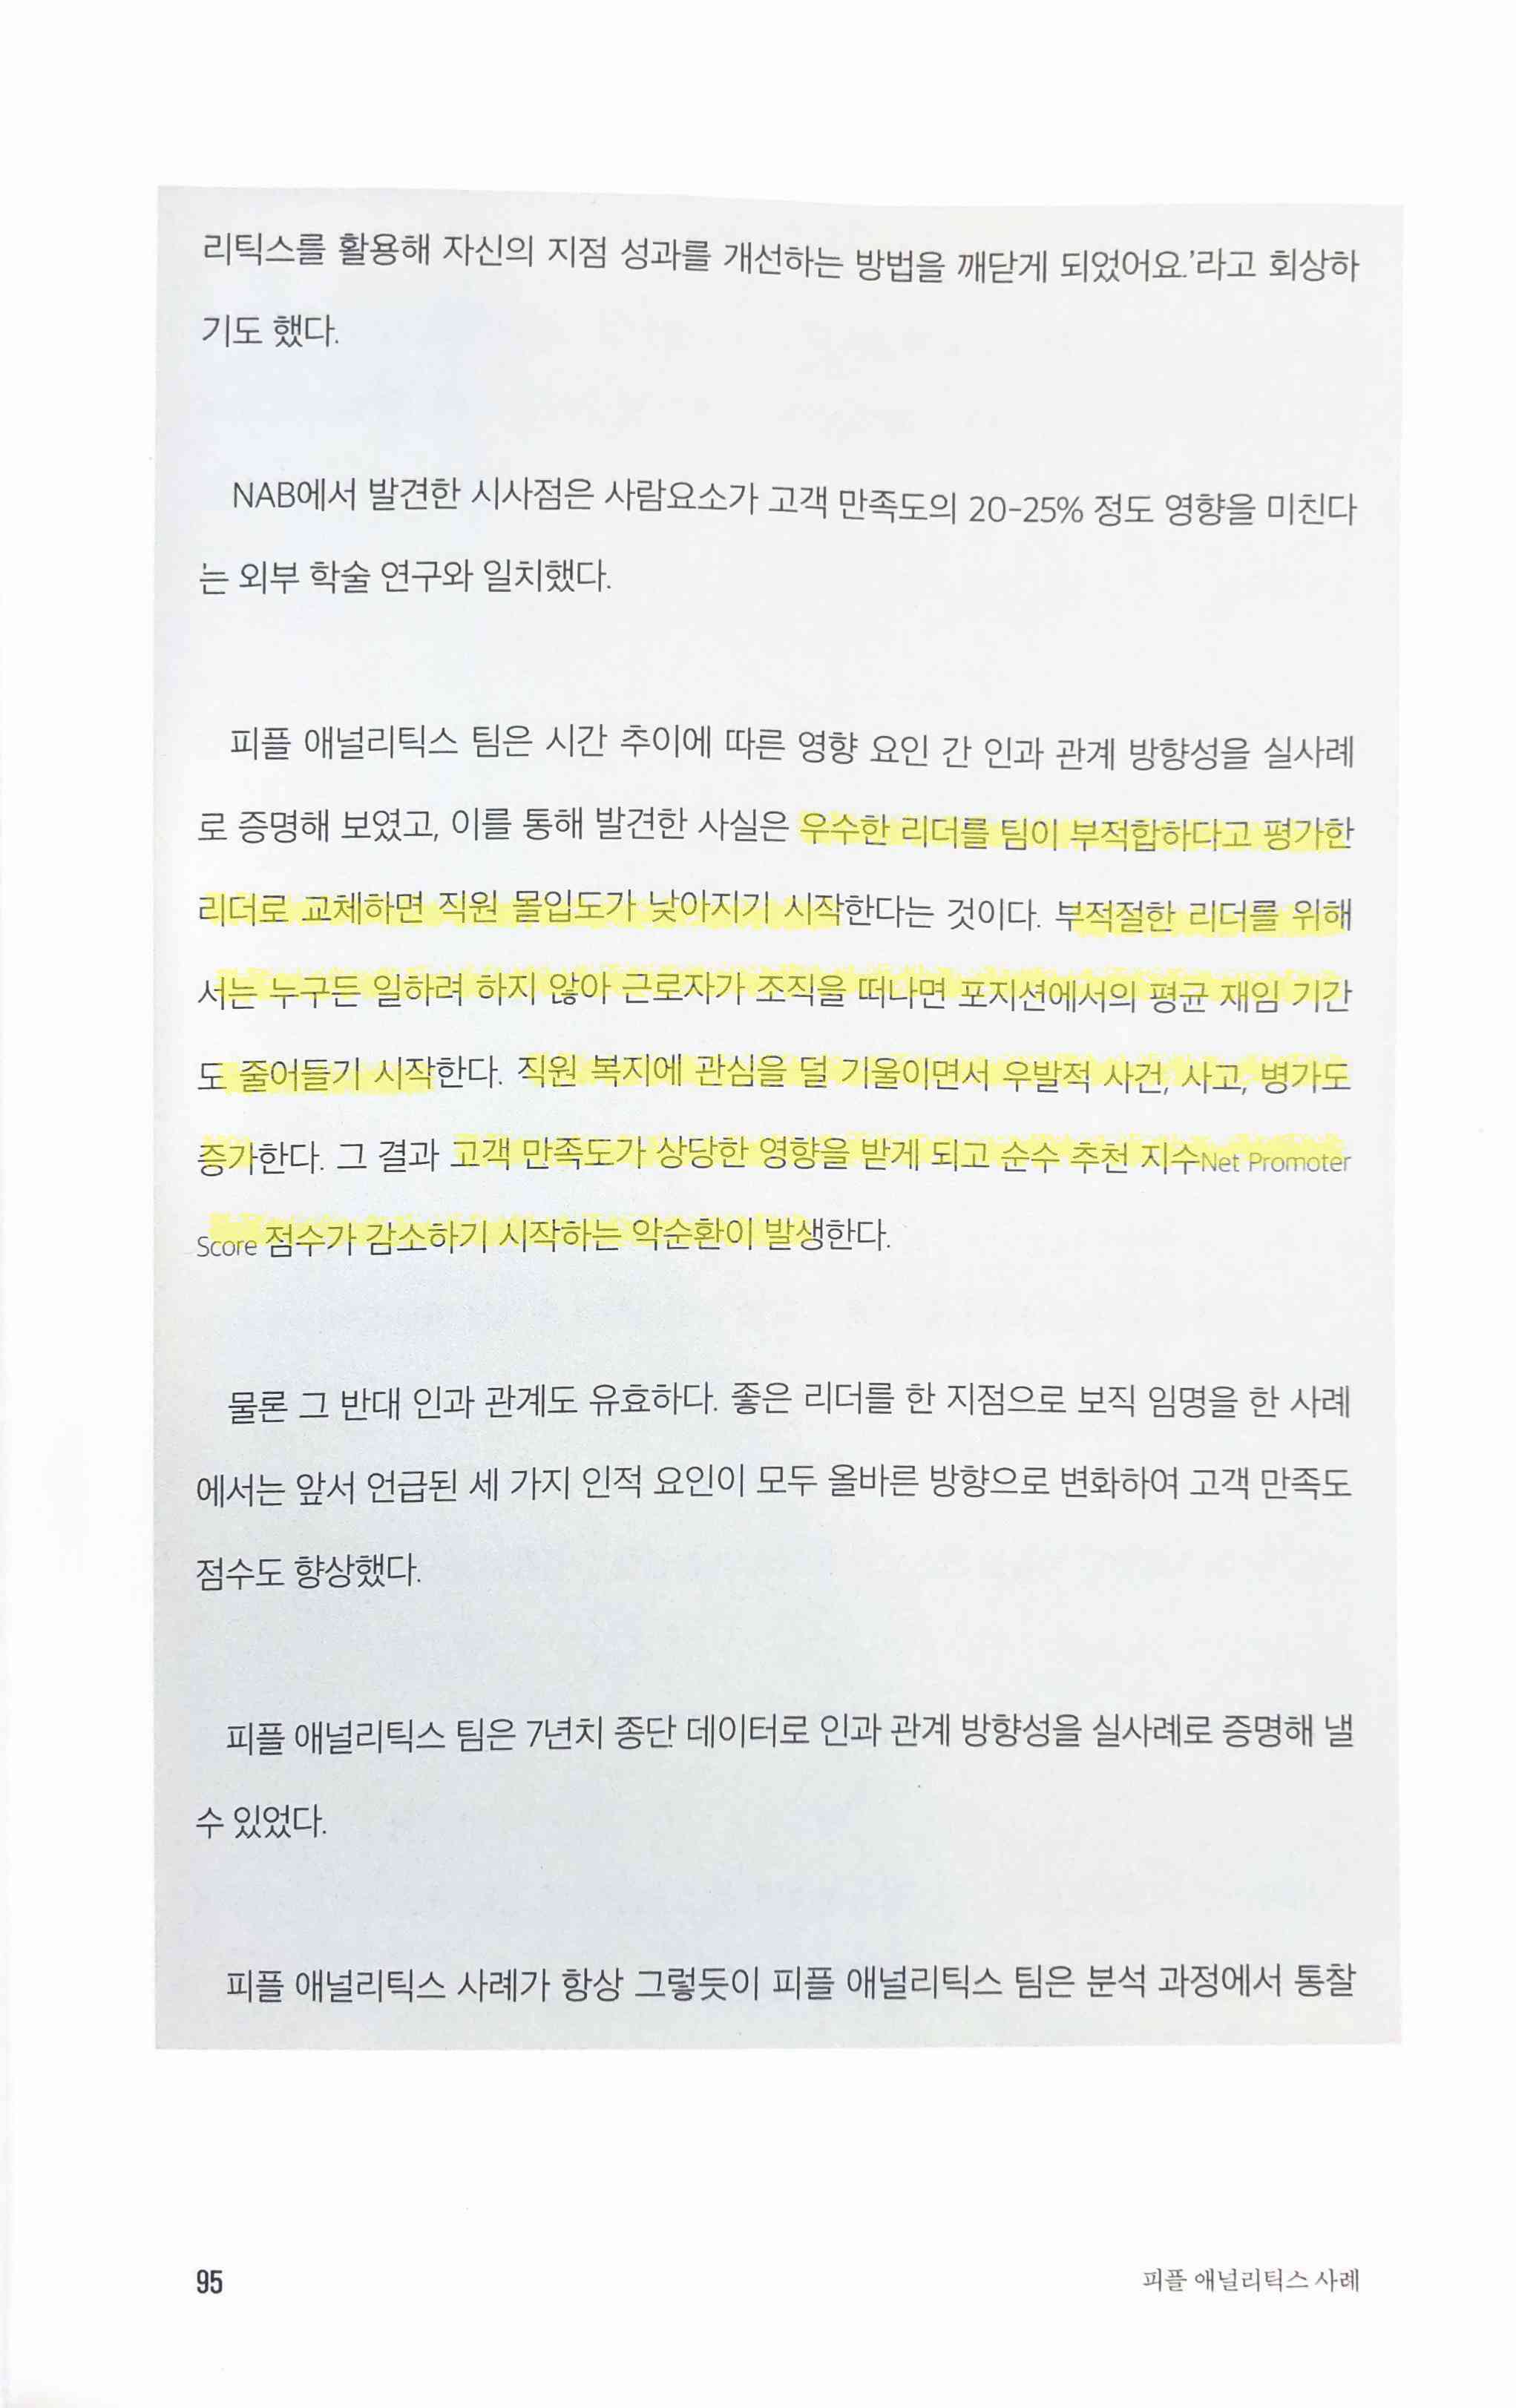 리틱스를 활용해 자신의 지점 성과를 개선하는 방법을 깨닫게 되었어요.'라고 회상하
기도 했다.
NAB에서 발견한 시사점은 사람요소가 고객 만족도의 20-25% 정도 영향을 미친다
는 외부 학술 연구와 일치했다.
피플 애널리틱스 팀은 시간 추이에 따른 영향 요인 간 인과 관계 방향성을 실사례
로 증명해 보였고, 이를 통해 발견한 사실은 우수한 리더를 팀이 부적합하다고 평가한
리더로 교체하면 직원 몰입도가 낮아지기 시작한다는 것이다. 부적절한 리더를 위해
서는 누구든 일하려 하지 않아 근로자가 조직을 떠나면 포지션에서의 평균 재임 기간
도 줄어들기 시작한다. 직원 복지에 관심을 덜 기울이면서 우발적 사건, 사고, 병가도
증가한다. 그 결과 고객 만족도가 상당한 영향을 받게 되고 순수 추천 지수Net Promoter
Score 점수가 감소하기 시작하는 악순환이 발생한다.
물론 그 반대 인과 관계도 유효하다. 좋은 리더를 한 지점으로 보직 임명을 한 사례
에서는 앞서 언급된 세 가지 인적 요인이 모두 올바른 방향으로 변화하여 고객 만족도
점수도 향상했다.
피플 애널리틱스 팀은 7년치 종단 데이터로 인과 관계 방향성을 실사례로 증명해 낼
수 있었다.
피플 애널리틱스 사례가 항상 그렇듯이 피플 애널리틱스 팀은 분석 과정에서 통찰
95
피플 애널리틱스 사례